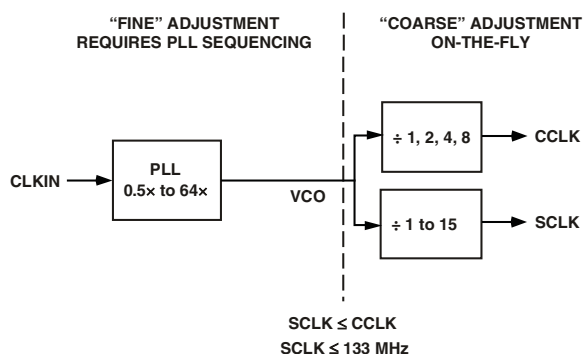 “FINE” ADJUSTMENT
REQUIRES PLL SEQUENCING
“COARSE” ADJUSTMENT
ON-THE-FLY
CLKIN
PLL
0.5× to 64×
VCO
÷ 1, 2, 4, 8
CCLK
÷ 1 to 15
SCLK
SCLK ≤ CCLK
SCLK ≤ 133 MHz